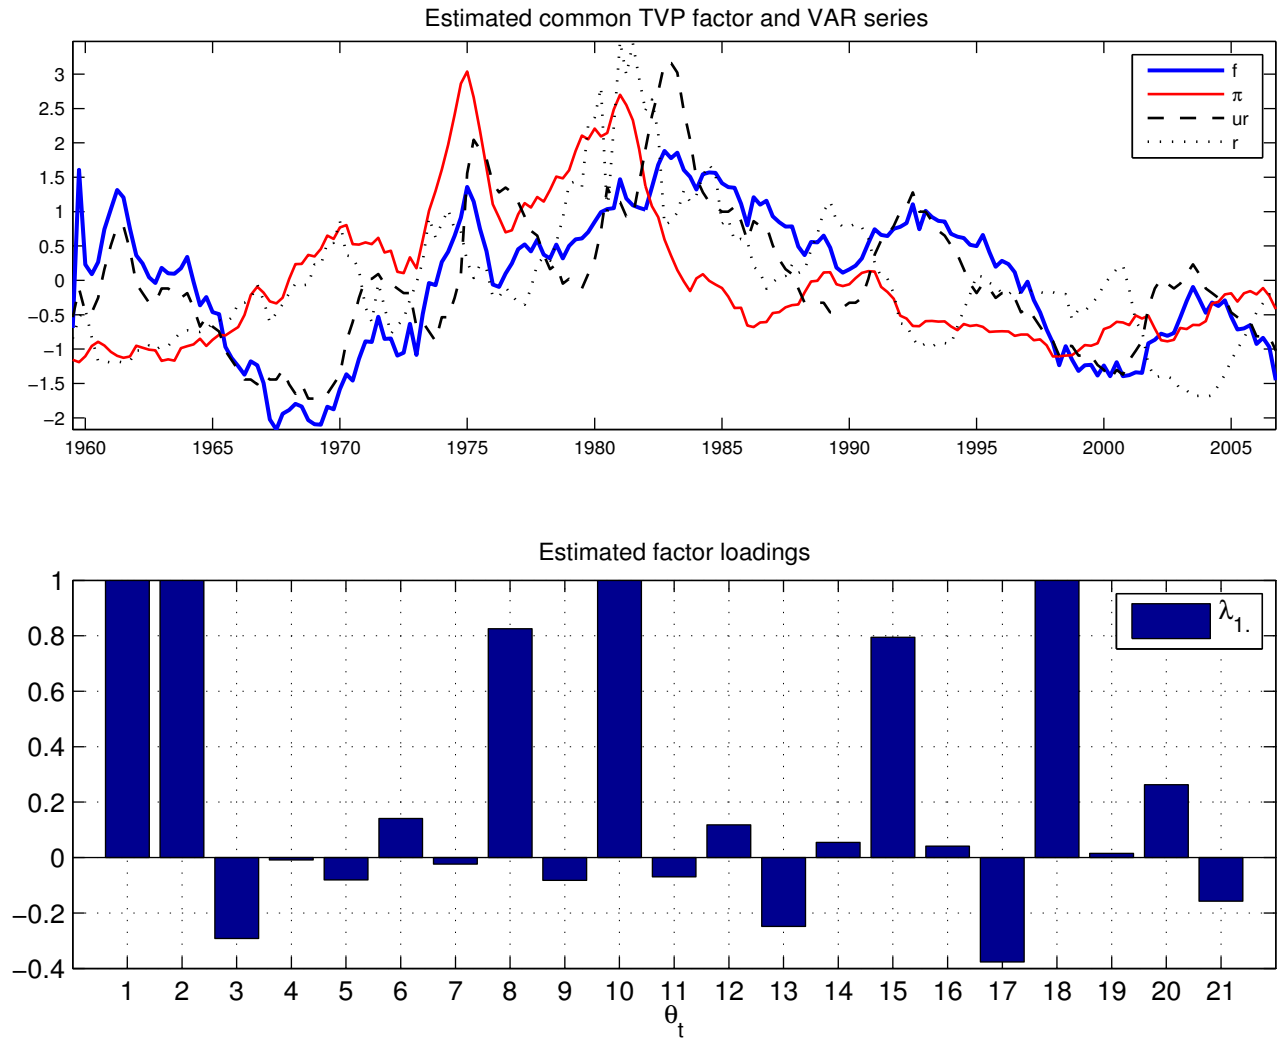 Estimated common TVP factor and VAR series
3
2.5
2
1.5
1
0.5
0
−0.5
−1
−1.5
−2
f
π
ur
r
1960 1965 1970 1975 1980 1985 1990 1995 2000 2005
Estimated factor loadings
1
0.8
0.6
0.4
0.2
0
−0.2
−0.4
λ1.
1 2 3 4 5 6 7 8 9 10 11 12 13 14 15 16 17 18 19 20 21
θt